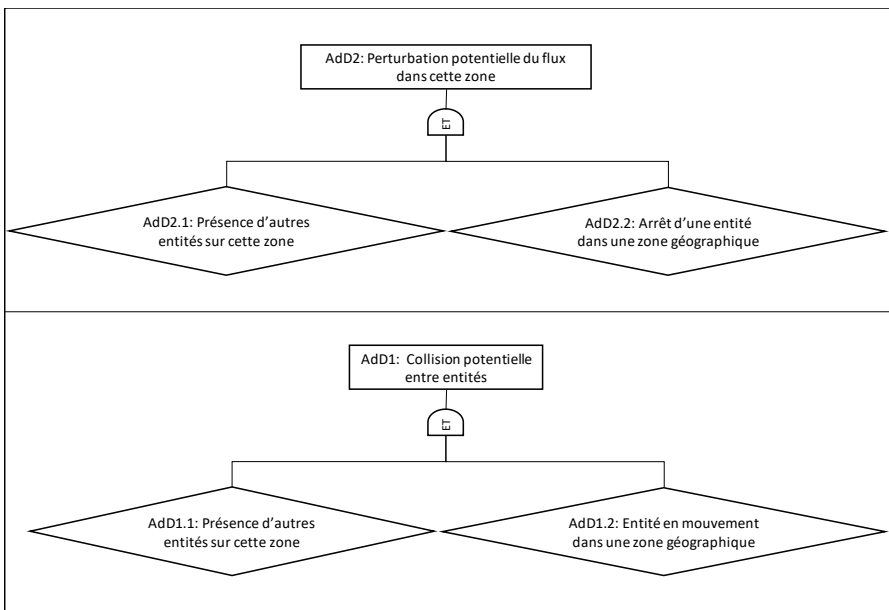 AdD2: Perturbation potentielle du flux
dans cette zone
ET
AdD2.1: Présence d’autres
entités sur cette zone
AdD2.2: Arrêt d’une entité
dans une zone géographique
AdD1: Collision potentielle
entre entités
ET
AdD1.1: Présence d’autres
entités sur cette zone
AdD1.2: Entité en mouvement
dans une zone géographique